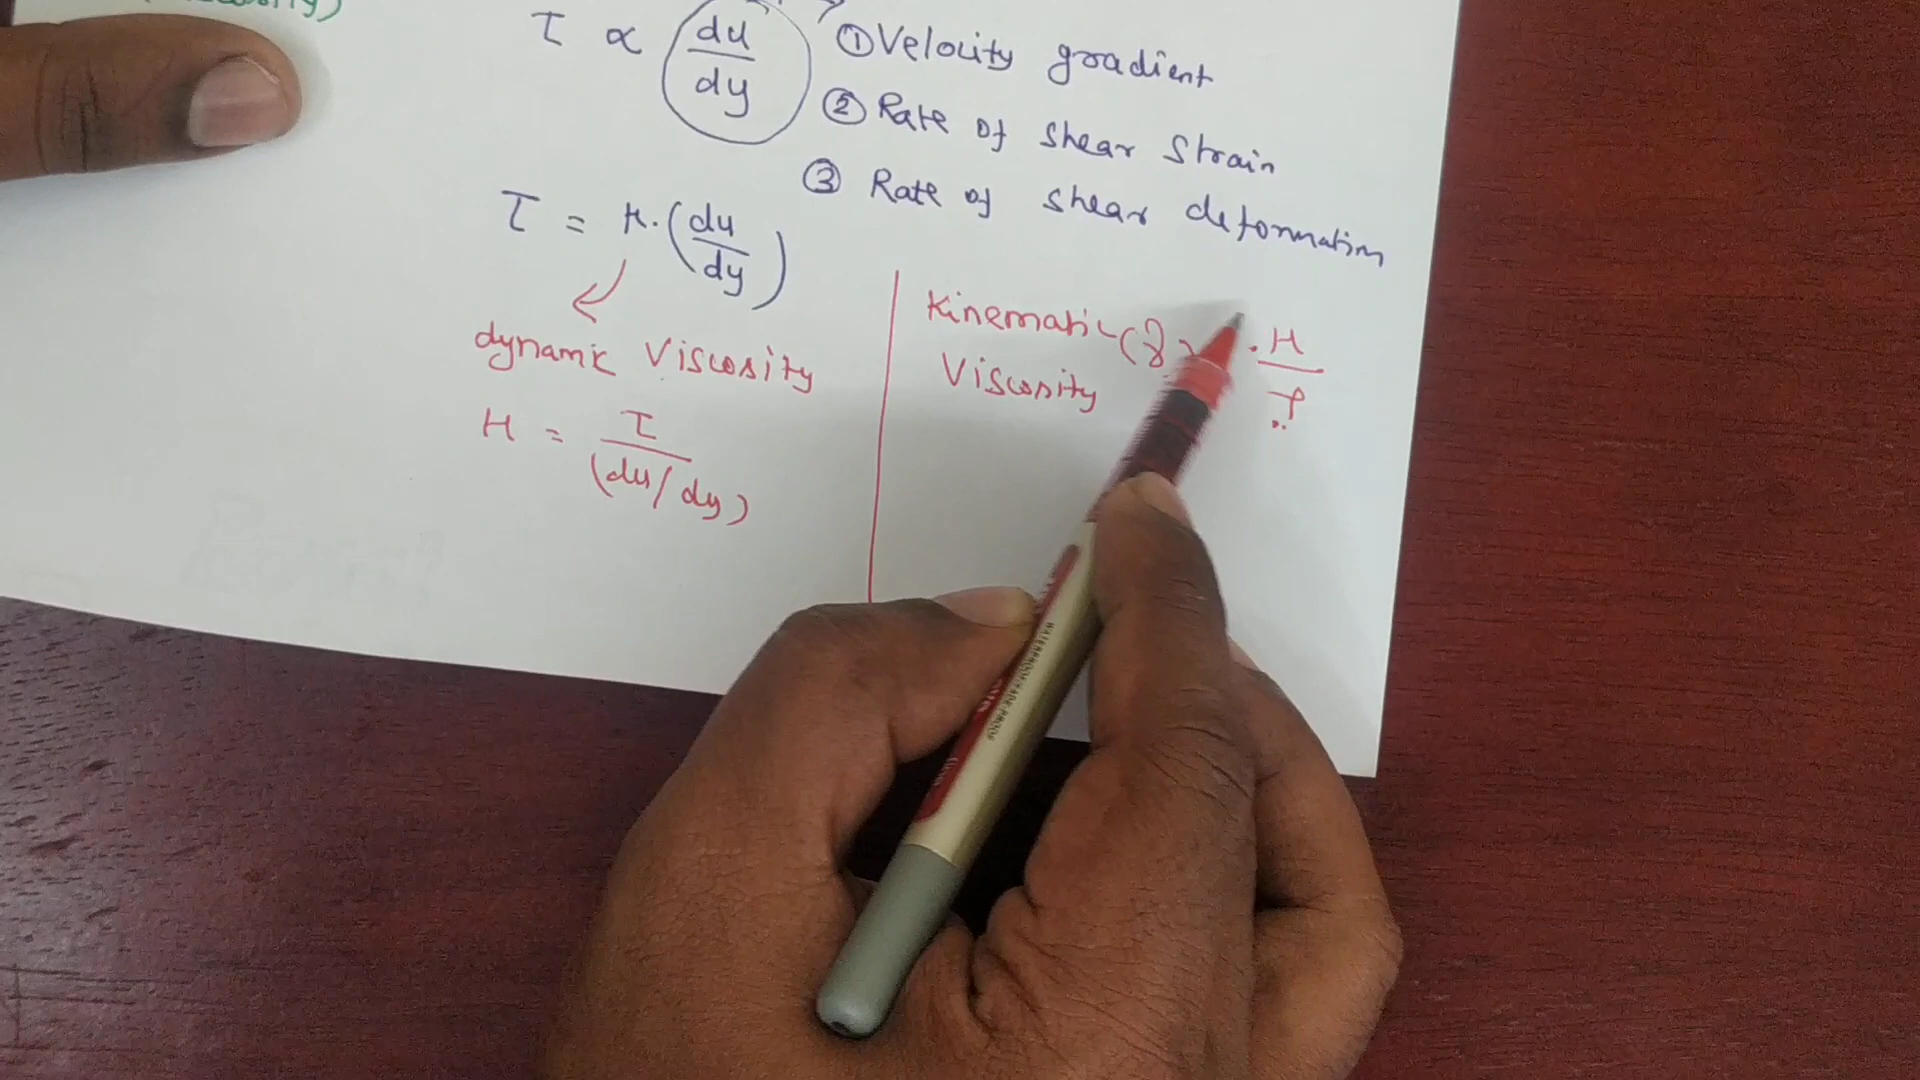 τ ∝ du/dy ① Velocity gradient
② Rate of Shear Strain
③ Rate of shear deformation
τ = μ. (du/dy)
dynamic Viscosity
μ = τ/(du/dy)
Kinematic
Viscosity
μ/ρ